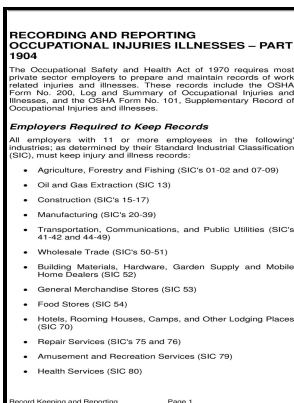 RECORDING AND REPORTING
OCCUPATIONAL INJURIES ILLNESSES – PART
1904
The Occupational Safety and Health Act of 1970 requires most
private sector employers to prepare and maintain records of work
related injuries and illnesses. These records include the OSHA
Form No. 200, Log and Summary of Occupational Injuries and
Illnesses, and the OSHA Form No. 101, Supplementary Record of
Occupational Injuries and illnesses.
Employers Required to Keep Records
All employers with 11 or more employees in the following'
industries; as determined by their Standard Industrial Classification
(SIC), must keep injury and illness records:
• Agriculture, Forestry and Fishing (SIC's 01-02 and 07-09)
• Oil and Gas Extraction (SIC 13)
• Construction (SIC's 15-17)
• Manufacturing (SIC's 20-39)
• Transportation, Communications, and Public Utilities (SIC's
41-42 and 44-49)
• Wholesale Trade (SIC's 50-51)
• Building Materials, Hardware, Garden Supply and Mobile
Home Dealers (SIC 52)
• General Merchandise Stores (SIC 53)
• Food Stores (SIC 54)
• Hotels, Rooming Houses, Camps, and Other Lodging Places
(SIC 70)
• Repair Services (SIC's 75 and 76)
• Amusement and Recreation Services (SIC 79)
• Health Services (SIC 80)
Record Keeping and Reporting Page 1